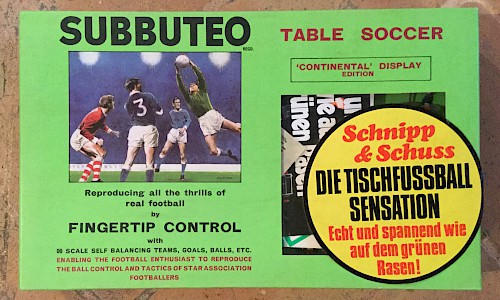 SUBBUTEO
REGD.
TABLE SOCCER
'CONTINENTAL' DISPLAY
EDITION
3
Reproducing all the thrills of
real football
by
FINGERTIP CONTROL
with
00 SCALE SELF BALANCING TEAMS, GOALS, BALLS, ETC.
ENABLING THE FOOTBALL ENTHUSIAST TO REPRODUCE
THE BALL CONTROL AND TACTICS OF STAR ASSOCIATION
FOOTBALLERS
Schnipp
& Schuss
DIE TISCHFUSSBALL
SENSATION
Echt und spannend wie
auf dem grünen
Rasen!